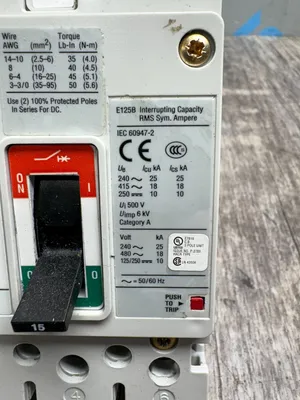 Wire Torque
AWG (mm²) Lb-In (N-m)
14-10 (2.5-6) 35 (4.0)
8 (10) 40 (4.5)
6-4 (16-25) 45 (5.1)
3-3/0 (35-95) 50 (5.6)
Use (2) 100% Protected Poles
In Series For DC.
E125B Interrupting Capacity
RMS Sym. Ampere
IEC 60947-2
CCC
Ue ICU kA ICS kA
240~ 25 25
415~ 18 18
250⎓ 10 10
Ui 500 V
Uimp 6 kV
Category A
Volt kA
240~ 25
480~ 18
125/250⎓ 10
~ = 50/60 Hz
ON
I
O
15
PUSH
TO
TRIP